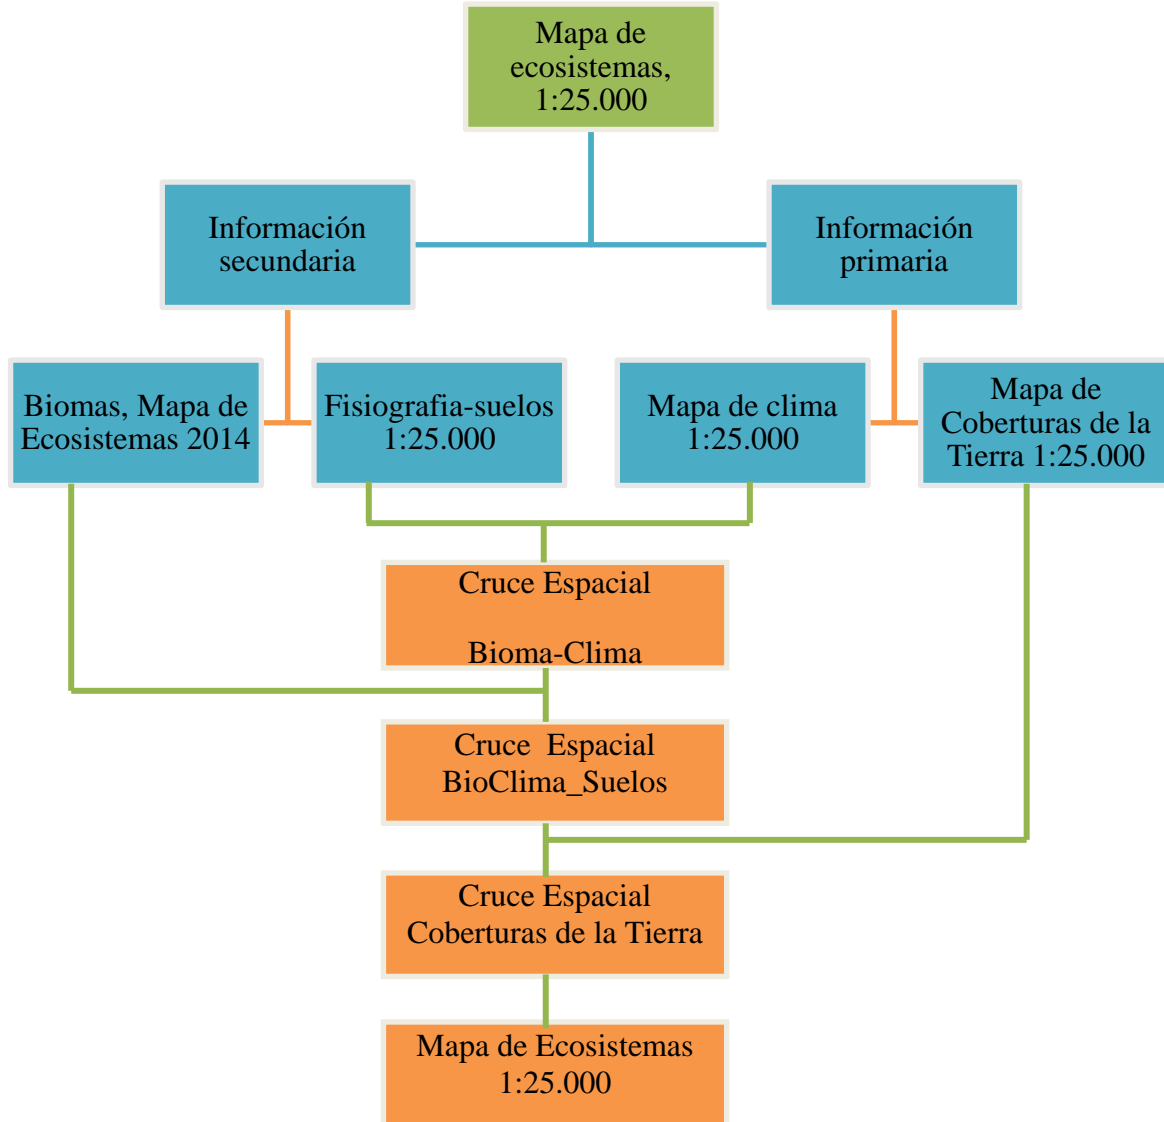 Mapa de
ecosistemas,
1:25.000
Información
secundaria
Información
primaria
Biomas, Mapa de
Ecosistemas 2014
Fisiografia-suelos
1:25.000
Mapa de clima
1:25.000
Mapa de
Coberturas de la
Tierra 1:25.000
Cruce Espacial
Bioma-Clima
Cruce Espacial
BioClima_Suelos
Cruce Espacial
Coberturas de la Tierra
Mapa de Ecosistemas
1:25.000